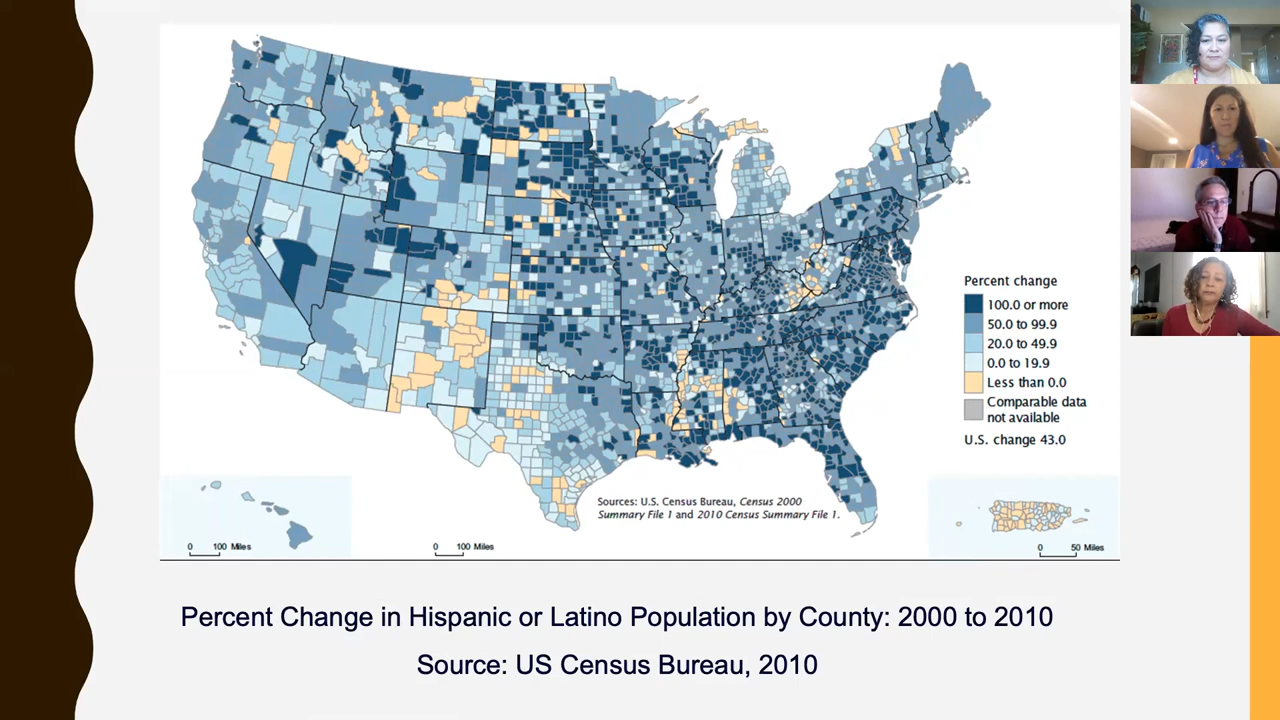 Percent change
100.0 or more
50.0 to 99.9
20.0 to 49.9
0.0 to 19.9
Less than 0.0
Comparable data
not available
U.S. change 43.0
Sources: U.S. Census Bureau, Census 2000
Summary File 1 and 2010 Census Summary File 1.
0 100 Miles
0 100 Miles
0 50 Miles
Percent Change in Hispanic or Latino Population by County: 2000 to 2010
Source: US Census Bureau, 2010